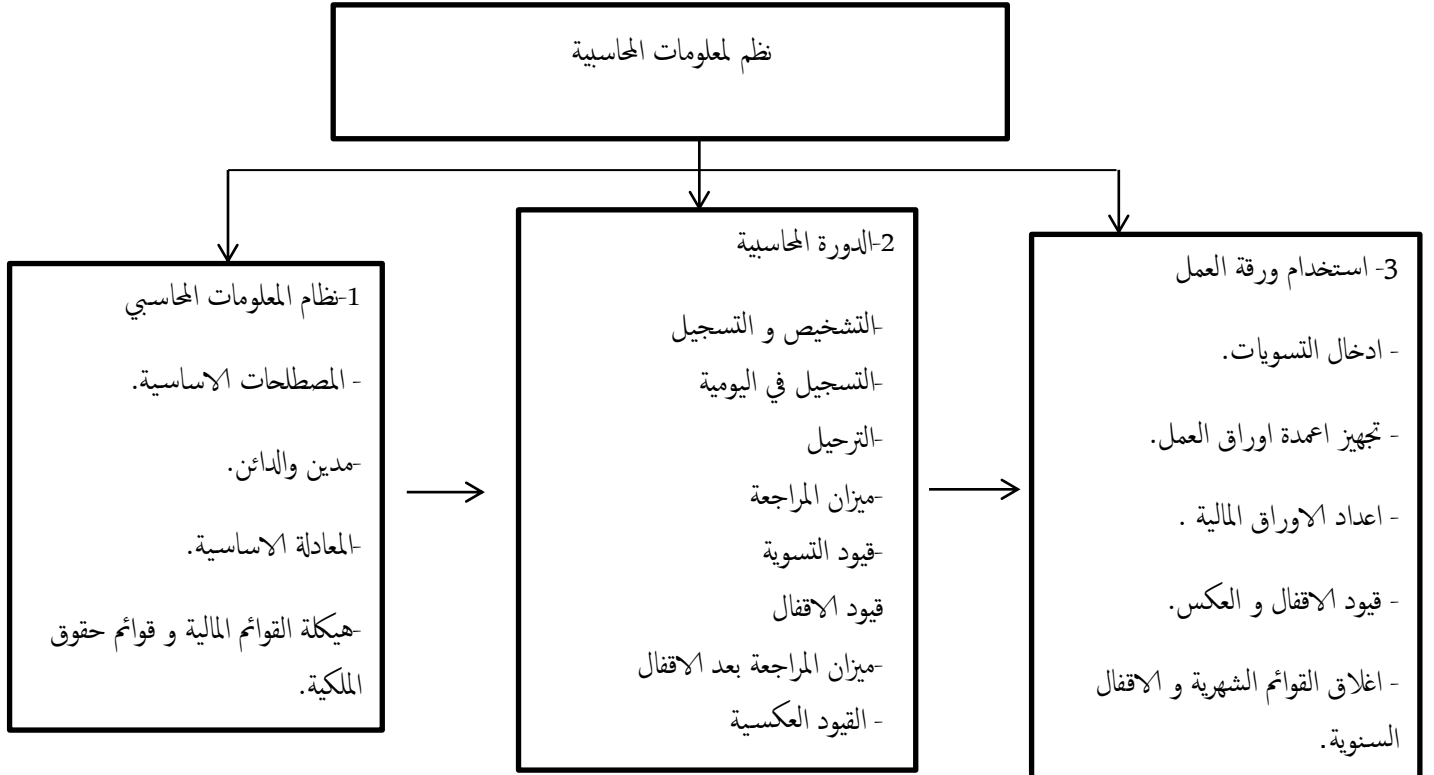 نظم لمعلومات المحاسبية
1-نظام المعلومات المحاسبي
- المصطلحات الاساسية.
-مدين والدائن.
-المعادلة الاساسية.
-هيكلة القوائم المالية و قوائم حقوق
الملكية.
2-الدورة المحاسبية
-التشخيص و التسجيل
-التسجيل في اليومية
-الترحيل
-ميزان المراجعة
-قيود التسوية
قيود الاقفال
-ميزان المراجعة بعد الاقفال
- القيود العكسية
3- استخدام ورقة العمل
- ادخال التسويات.
- تجهيز اعمدة اوراق العمل.
- اعداد الاوراق المالية .
- قيود الاقفال و العكس.
- اغلاق القوائم الشهرية و الاقفال
السنوية.